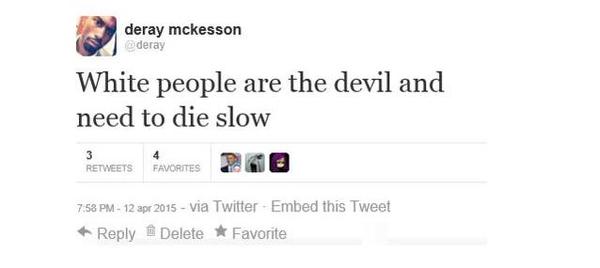 deray mckesson
@deray
White people are the devil and
need to die slow
3 4
RETWEETS FAVORITES
7:58 PM - 12 apr 2015 - via Twitter · Embed this Tweet
Reply Delete Favorite